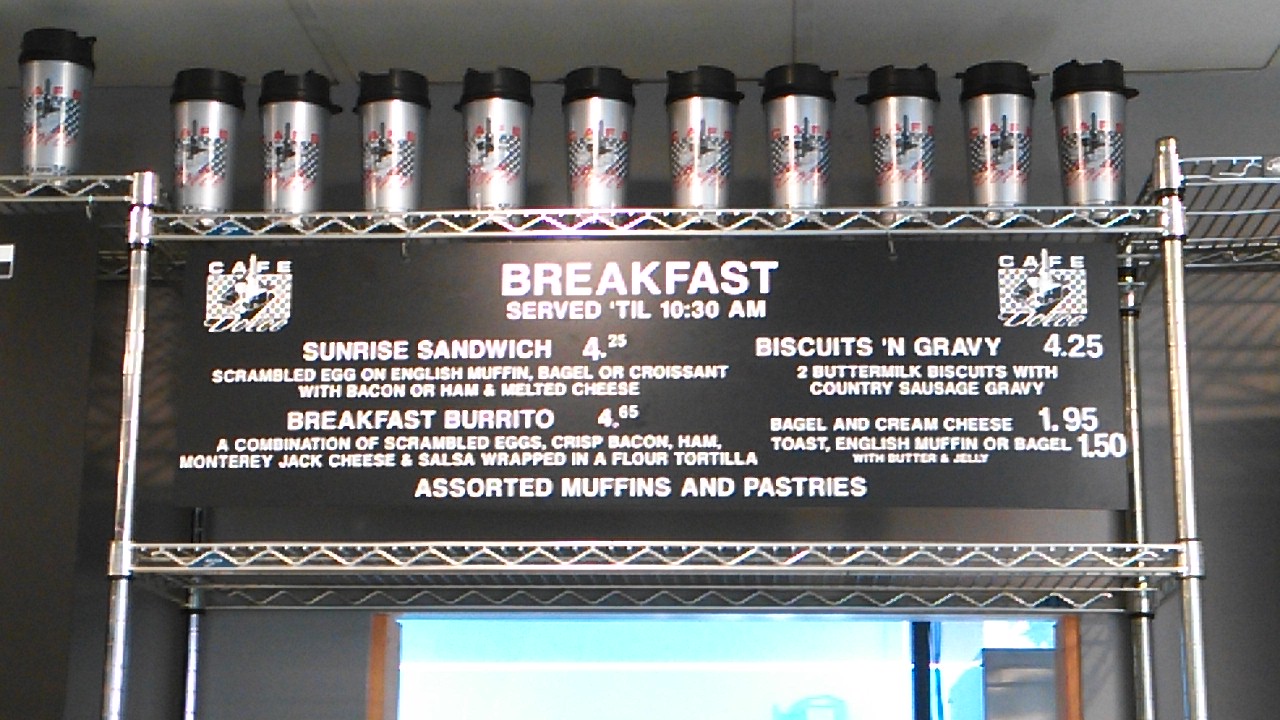 CAFE
Dolce
BREAKFAST
SERVED 'TIL 10:30 AM
CAFE
Dolce
SUNRISE SANDWICH 4.25
SCRAMBLED EGG ON ENGLISH MUFFIN, BAGEL OR CROISSANT
WITH BACON OR HAM & MELTED CHEESE
BREAKFAST BURRITO 4.65
A COMBINATION OF SCRAMBLED EGGS, CRISP BACON, HAM,
MONTEREY JACK CHEESE & SALSA WRAPPED IN A FLOUR TORTILLA
BISCUITS 'N GRAVY 4.25
2 BUTTERMILK BISCUITS WITH
COUNTRY SAUSAGE GRAVY
BAGEL AND CREAM CHEESE 1.95
TOAST, ENGLISH MUFFIN OR BAGEL 1.50
WITH BUTTER & JELLY
ASSORTED MUFFINS AND PASTRIES